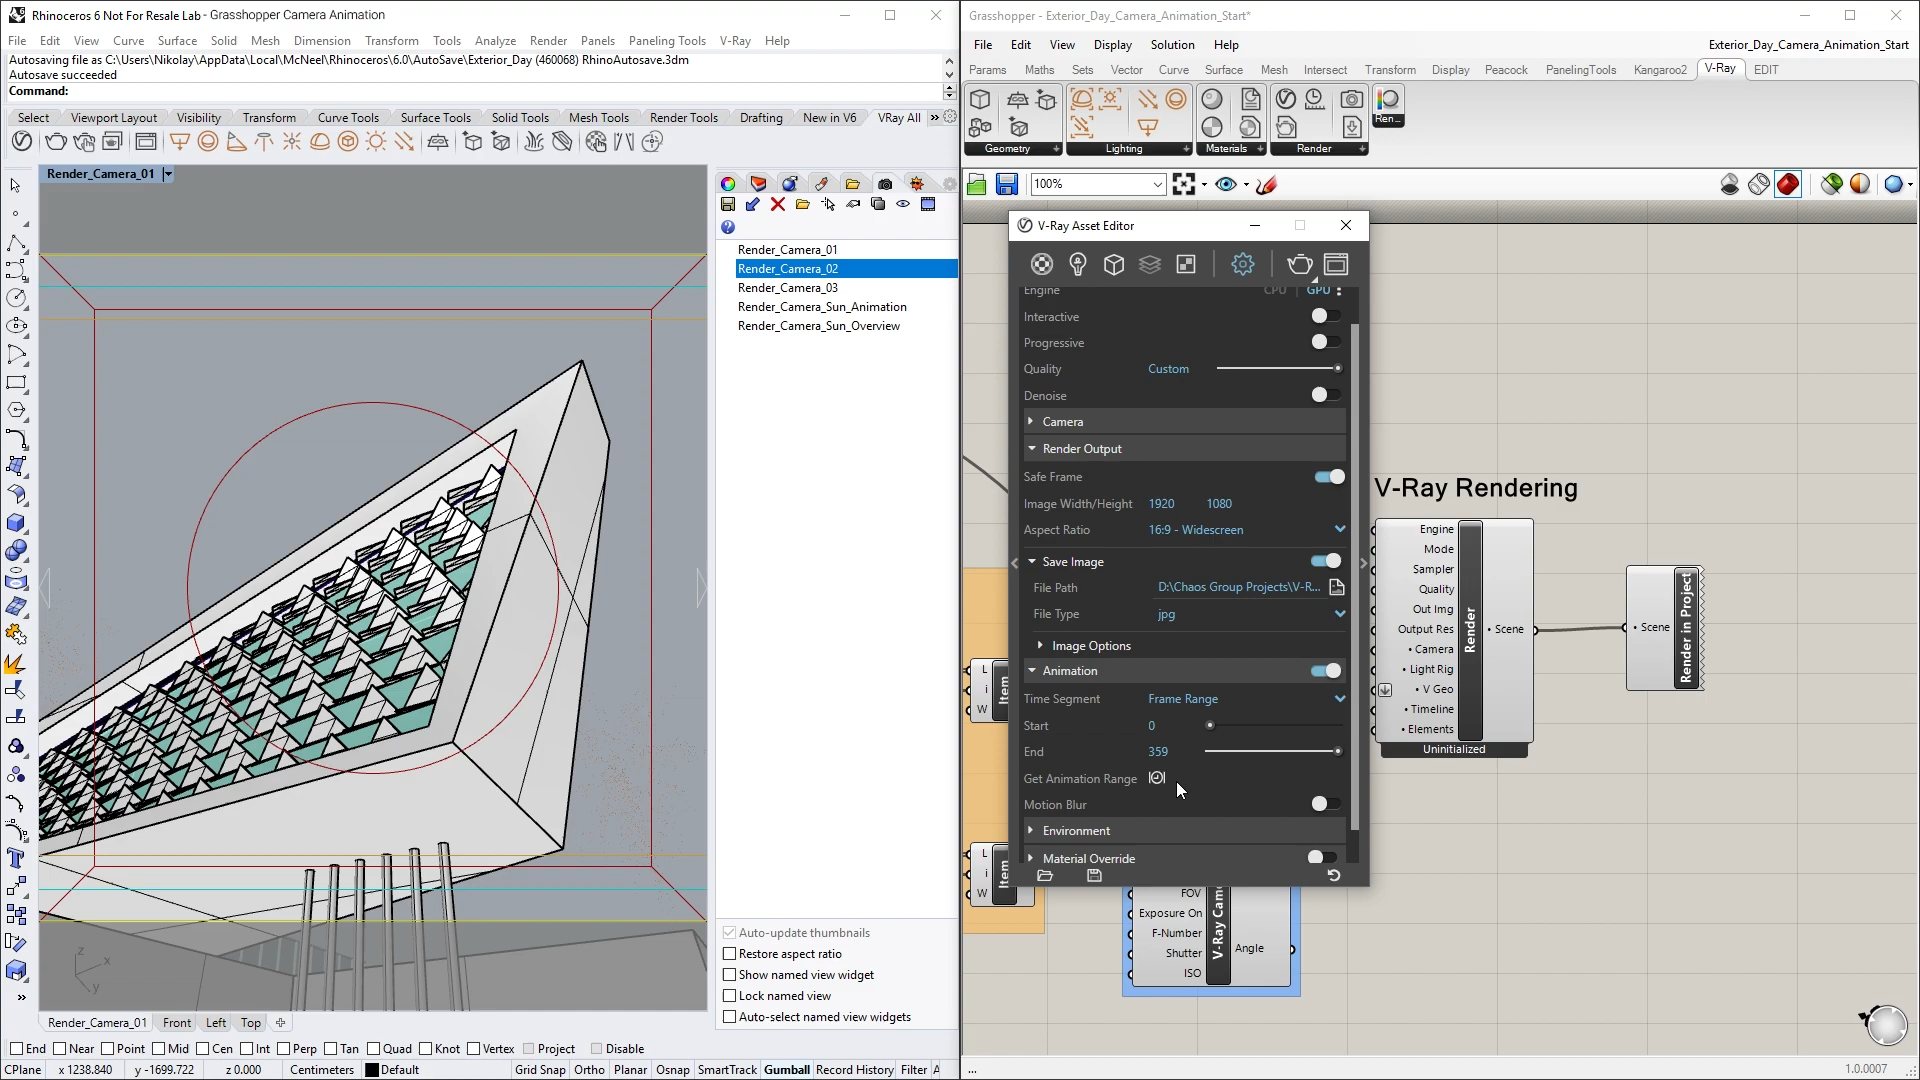 Rhinoceros 6 Not For Resale Lab - Grasshopper Camera Animation
File Edit View Curve Surface Solid Mesh Dimension Transform Tools Analyze Render Panels Paneling Tools V-Ray Help
Autosaving file as C:\Users\Nikolay\AppData\Local\McNeel\Rhinoceros\6.0\AutoSave\Exterior_Day (460068) RhinoAutosave.3dm
Autosave succeeded
Command:
Select Viewport Layout Visibility Transform Curve Tools Surface Tools Solid Tools Mesh Tools Render Tools Drafting New in V6 VRay All »
Render_Camera_01
Render_Camera_01
Render_Camera_02
Render_Camera_03
Render_Camera_Sun_Animation
Render_Camera_Sun_Overview
Auto-update thumbnails
Restore aspect ratio
Show named view widget
Lock named view
Auto-select named view widgets
z
x
y
Render_Camera_01 Front Left Top
End Near Point Mid Cen Int Perp Tan Quad Knot Vertex Project Disable
CPlane x 1238.840 y -1699.722 z 0.000 Centimeters Default Grid Snap Ortho Planar Osnap SmartTrack Gumball Record History Filter A
Grasshopper - Exterior_Day_Camera_Animation_Start*
File Edit View Display Solution Help
Exterior_Day_Camera_Animation_Start
Params Maths Sets Vector Curve Surface Mesh Intersect Transform Display Peacock PanelingTools Kangaroo2 V-Ray EDIT
Ren...
Geometry Lighting Materials Render
100%
V-Ray Asset Editor
Engine CPU GPU
Interactive
Progressive
Quality Custom
Denoise
Camera
Render Output
Safe Frame
Image Width/Height 1920 1080
Aspect Ratio 16:9 - Widescreen
Save Image
File Path D:\Chaos Group Projects\V-R...
File Type jpg
Image Options
Animation
Time Segment Frame Range
Start 0
End 359
Get Animation Range
Motion Blur
Environment
Material Override
L
i
W
Item
L
i
W
Item
FOV
Exposure On
F-Number
Shutter
ISO
V-Ray Cam
Angle
V-Ray Rendering
Engine
Mode
Sampler
Quality
Out Img
Output Res
• Camera
• Light Rig
• V Geo
• Timeline
• Elements
Render
• Scene
Uninitialized
• Scene
Render in Project
...
1.0.0007